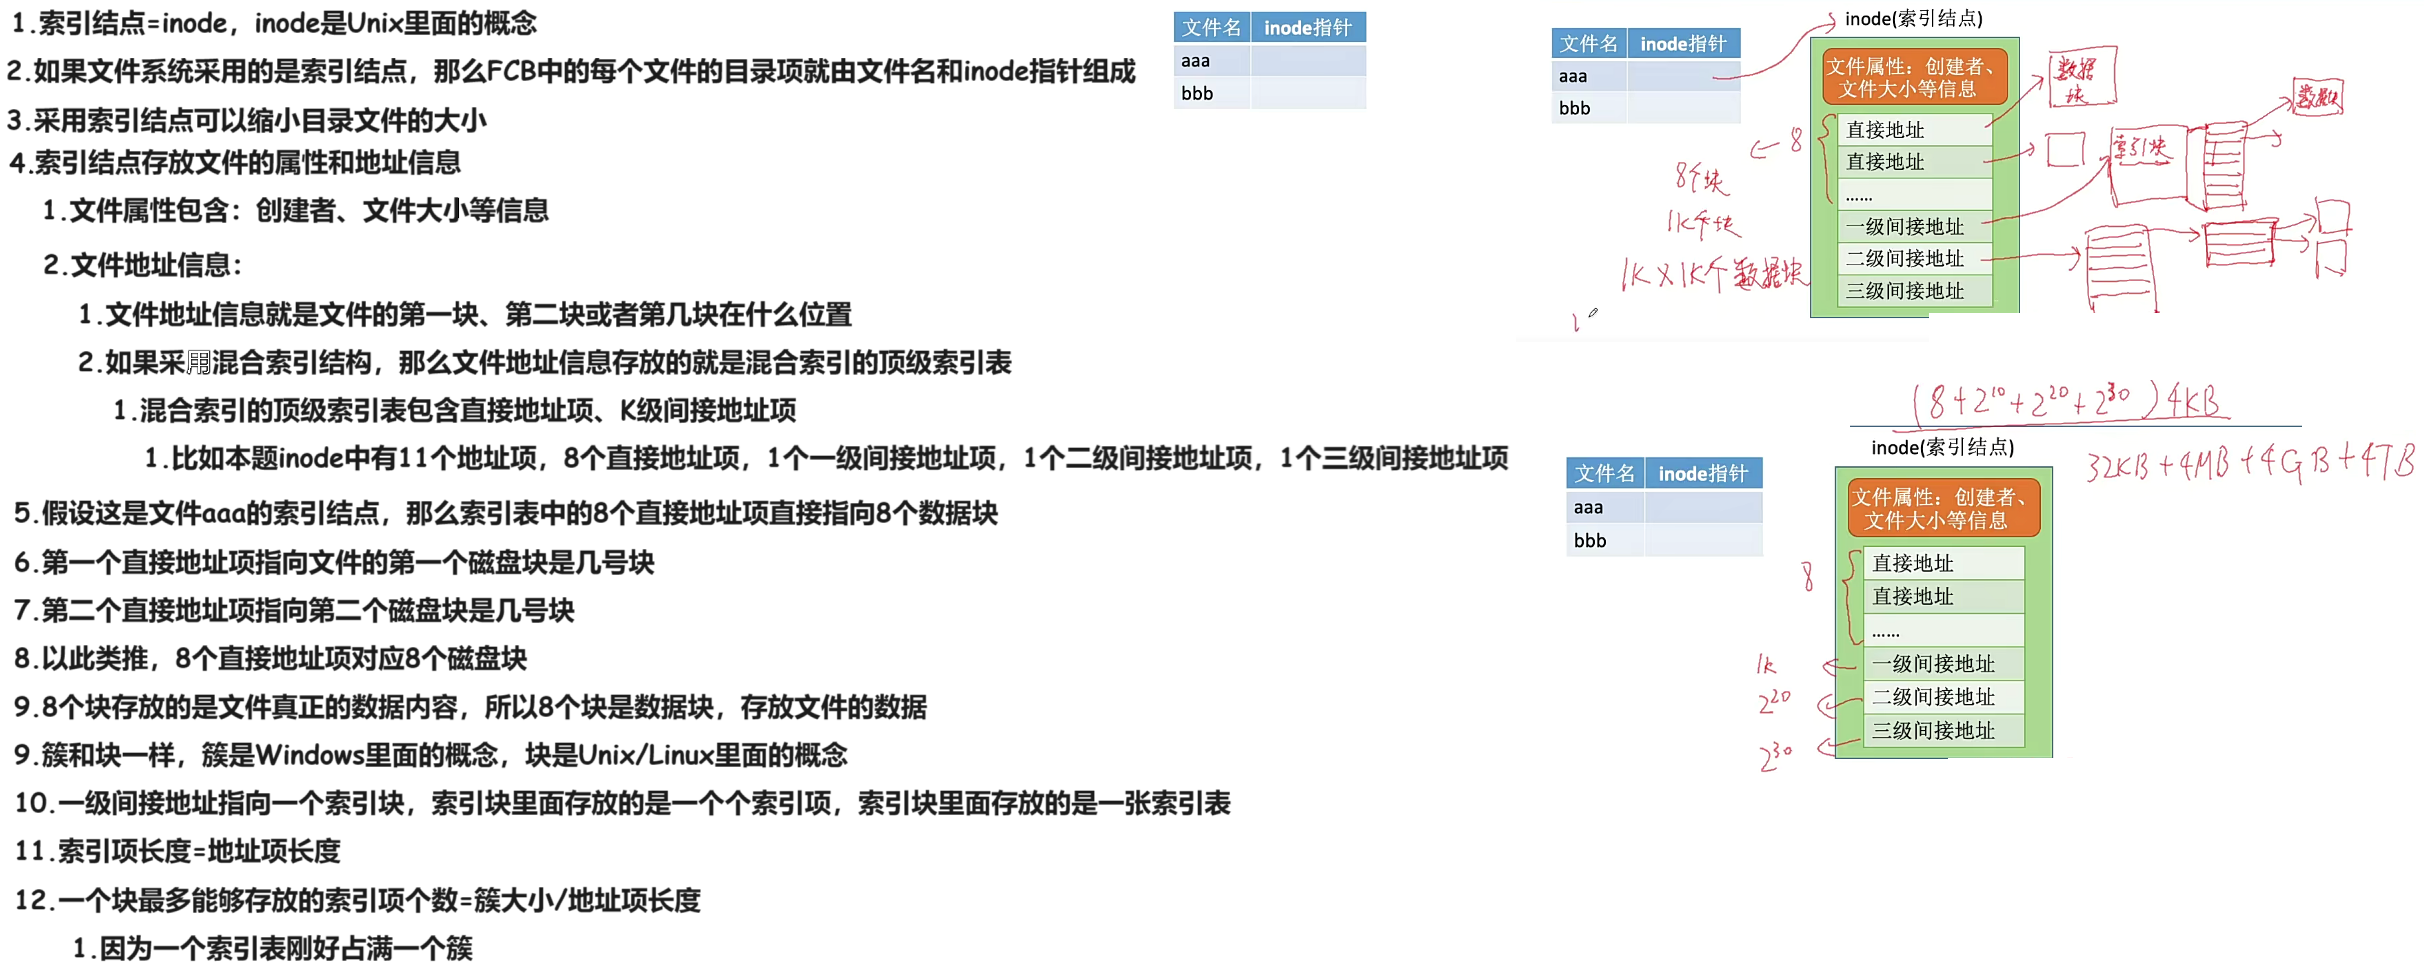 1.索引结点=inode，inode是Unix里面的概念
2.如果文件系统采用的是索引结点，那么FCB中的每个文件的目录项就由文件名和inode指针组成
3.采用索引结点可以缩小目录文件的大小
4.索引结点存放文件的属性和地址信息
1.文件属性包含：创建者、文件大小等信息
2.文件地址信息：
1.文件地址信息就是文件的第一块、第二块或者第几块在什么位置
2.如果采用混合索引结构，那么文件地址信息存放的就是混合索引的顶级索引表
1.混合索引的顶级索引表包含直接地址项、K级间接地址项
1.比如本题inode中有11个地址项，8个直接地址项，1个一级间接地址项，1个二级间接地址项，1个三级间接地址项
5.假设这是文件aaa的索引结点，那么索引表中的8个直接地址项直接指向8个数据块
6.第一个直接地址项指向文件的第一个磁盘块是几号块
7.第二个直接地址项指向第二个磁盘块是几号块
8.以此类推，8个直接地址项对应8个磁盘块
9.8个块存放的是文件真正的数据内容，所以8个块是数据块，存放文件的数据
9.簇和块一样，簇是Windows里面的概念，块是Unix/Linux里面的概念
10.一级间接地址指向一个索引块，索引块里面存放的是一个个索引项，索引块里面存放的是一张索引表
11.索引项长度=地址项长度
12.一个块最多能够存放的索引项个数=簇大小/地址项长度
1.因为一个索引表刚好占满一个簇
文件名 inode指针
aaa
bbb
文件名 inode指针
aaa
bbb
inode(索引结点)
文件属性：创建者、
文件大小等信息
直接地址
直接地址
……
一级间接地址
二级间接地址
三级间接地址
8
8个块
1K个块
1K×1K个数据块
数据
块
索引块
数据
(8+2¹⁰+2²⁰+2³⁰)4KB
32KB+4MB+4GB+4TB
inode(索引结点)
文件名 inode指针
aaa
bbb
文件属性：创建者、
文件大小等信息
直接地址
直接地址
……
一级间接地址
二级间接地址
三级间接地址
8
1K
2²⁰
2³⁰